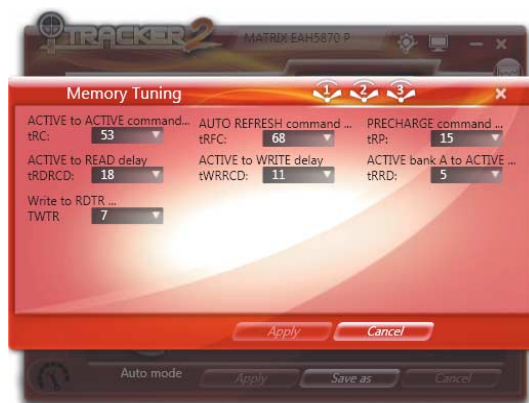 iTRACKER2
MATRIX EAH5870 P
Memory Tuning
1 2 3
ACTIVE to ACTIVE command...
tRC: 53
AUTO REFRESH command ...
tRFC: 68
PRECHARGE command ...
tRP: 15
ACTIVE to READ delay
tRDRCD: 18
ACTIVE to WRITE delay
tWRRCD: 11
ACTIVE bank A to ACTIVE ...
tRRD: 5
Write to RDTR ...
TWTR 7
Apply Cancel
Auto mode Apply Save as Cancel